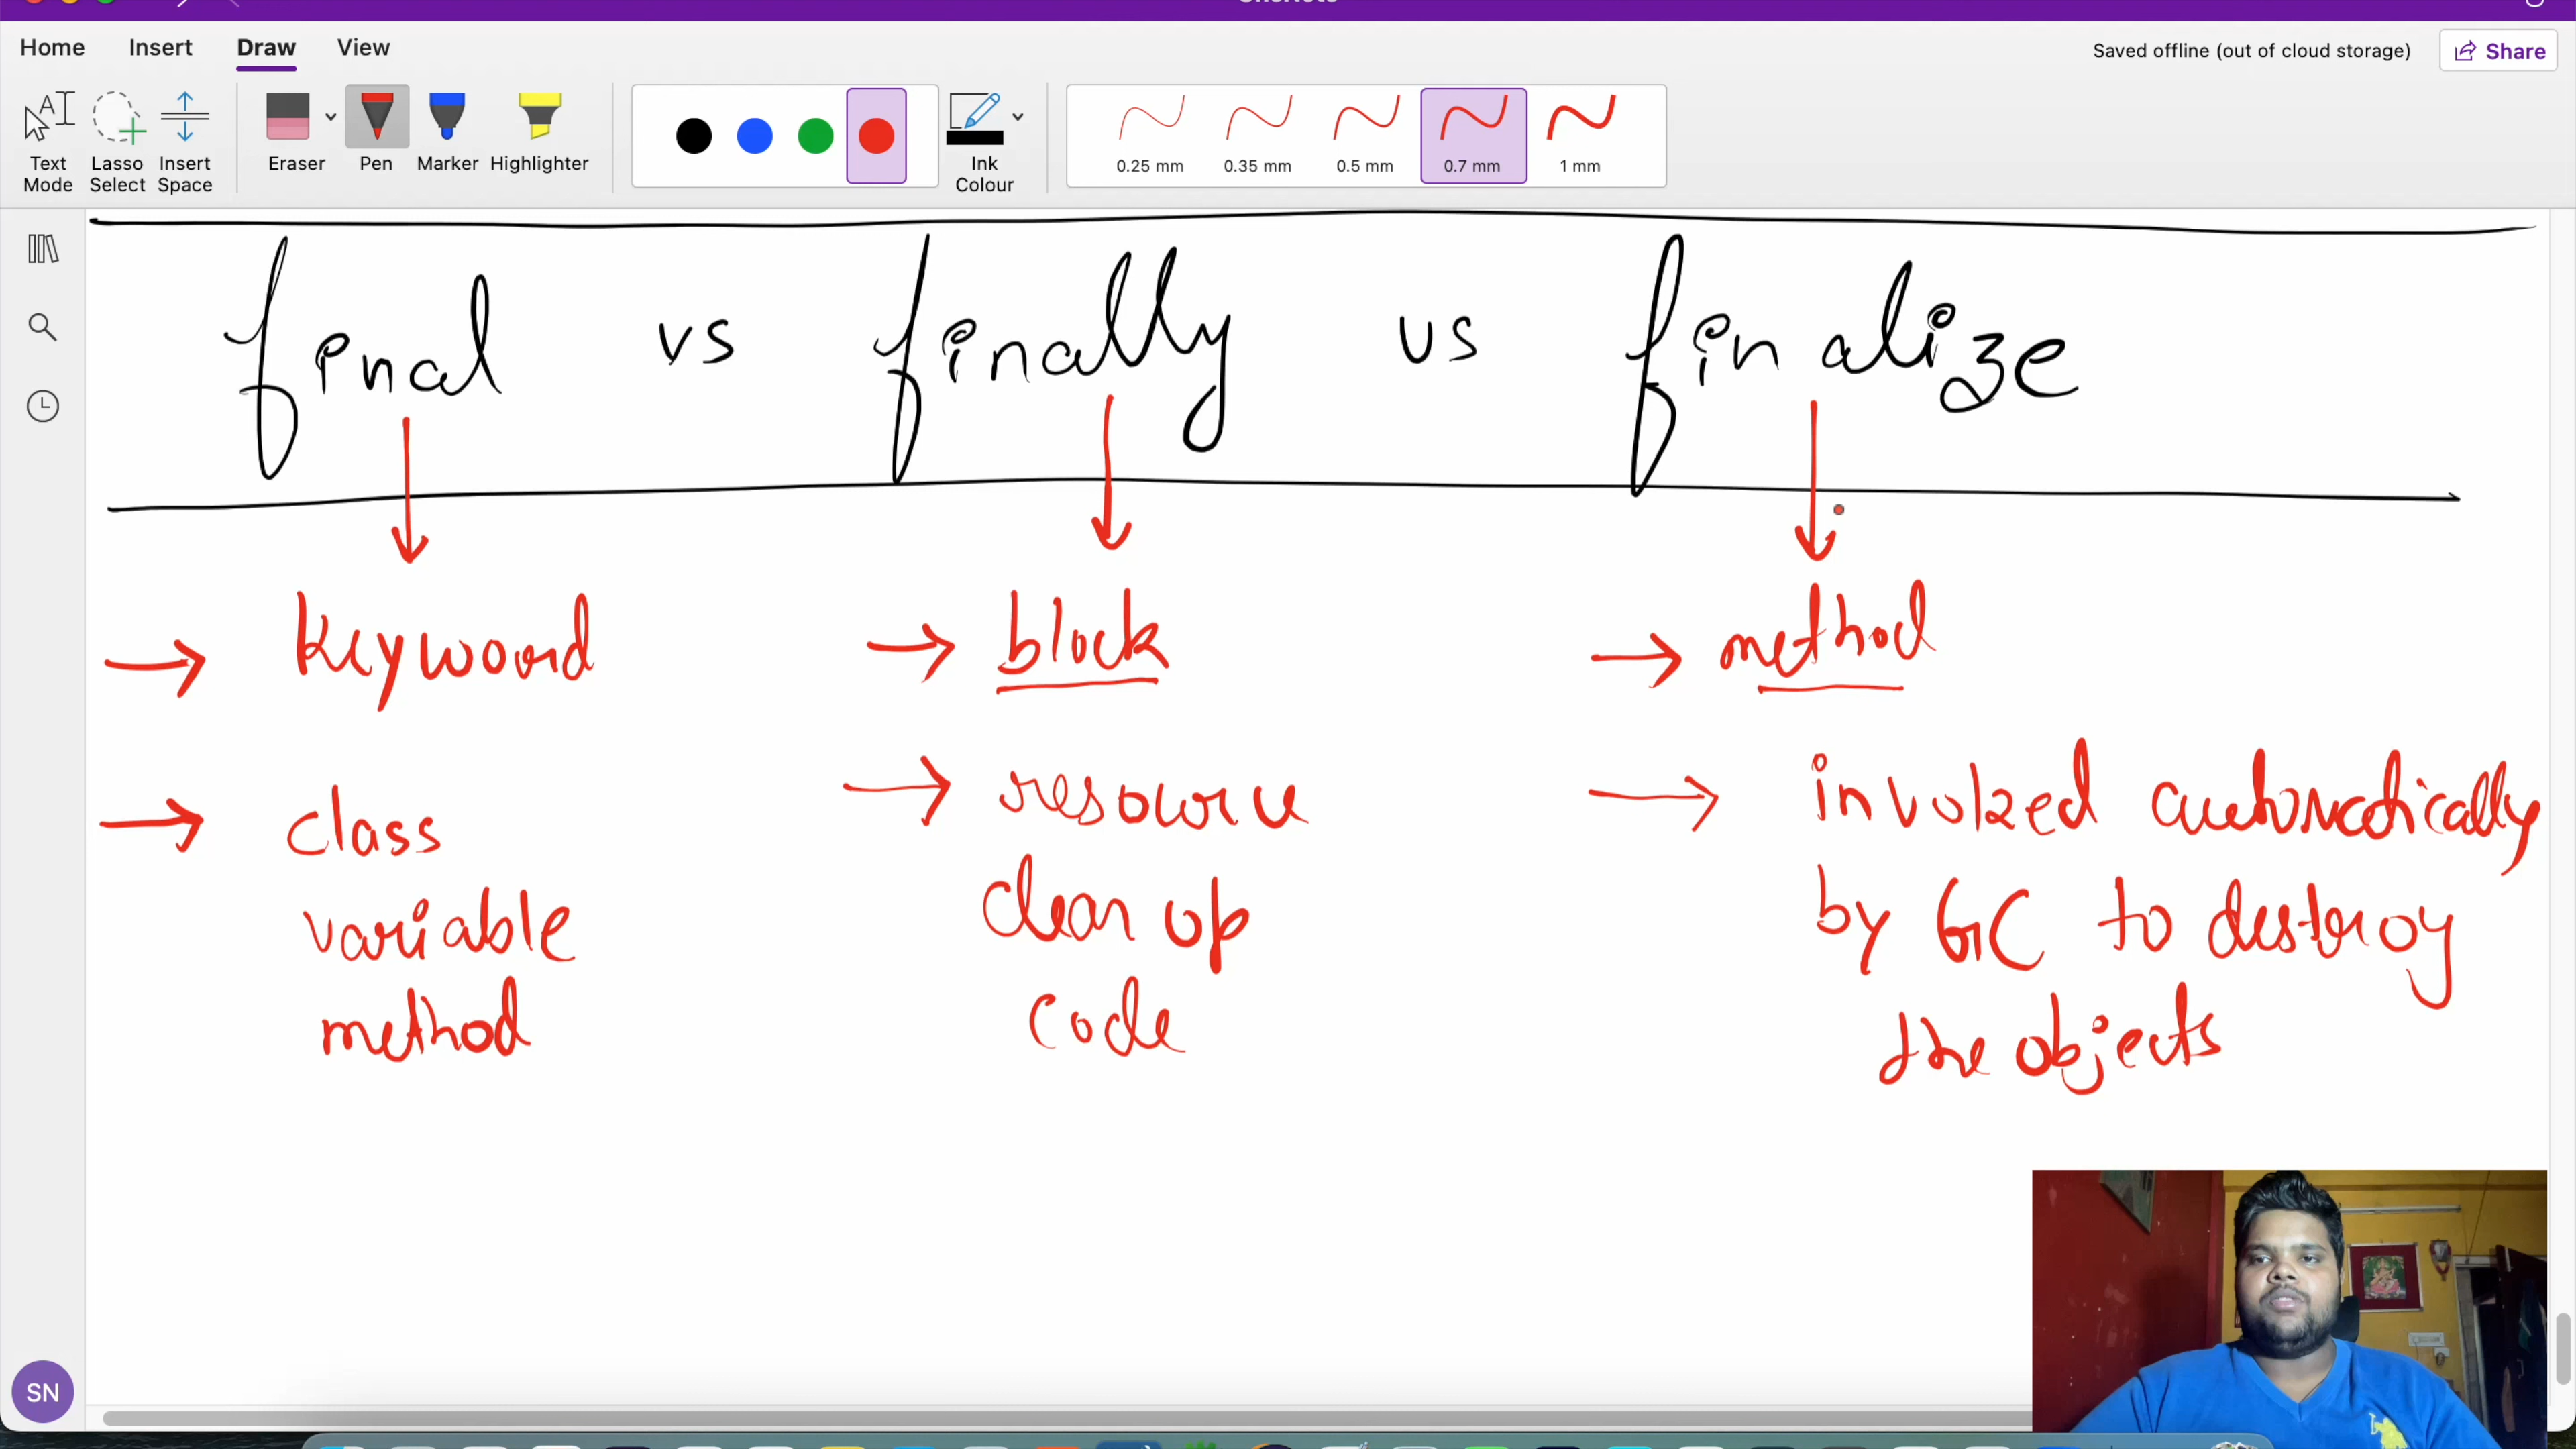 Home Insert Draw View
Saved offline (out of cloud storage) Share
Text Mode
Lasso Select
Insert Space
Eraser
Pen
Marker
Highlighter
Ink Colour
0.25 mm
0.35 mm
0.5 mm
0.7 mm
1 mm
final vs finally vs finalize
keyword
class
variable
method
block
resource
clean up
code
method
invoked automatically
by GC to destroy
the objects
SN